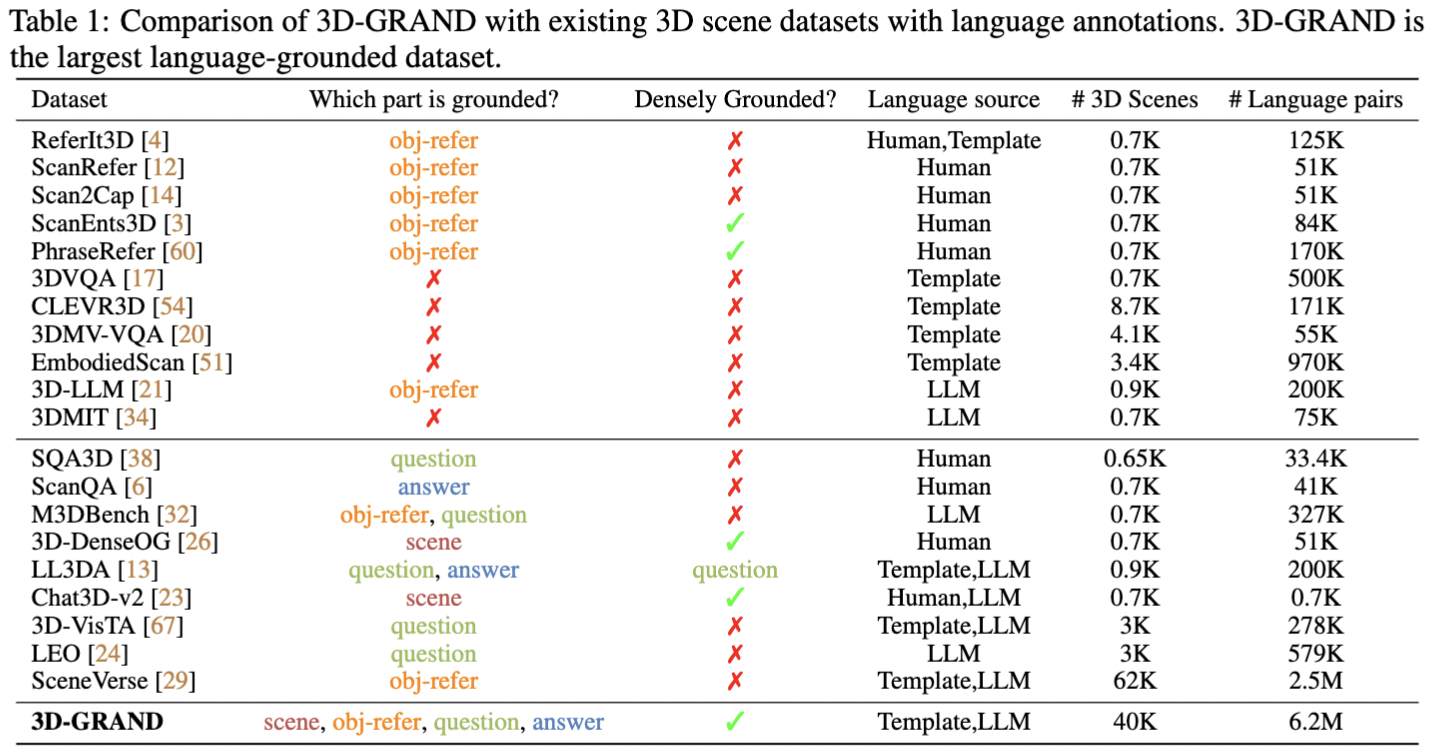 Table 1: Comparison of 3D-GRAND with existing 3D scene datasets with language annotations. 3D-GRAND is
the largest language-grounded dataset.
Dataset Which part is grounded? Densely Grounded? Language source # 3D Scenes # Language pairs
ReferIt3D [4] obj-refer ✗ Human,Template 0.7K 125K
ScanRefer [12] obj-refer ✗ Human 0.7K 51K
Scan2Cap [14] obj-refer ✗ Human 0.7K 51K
ScanEnts3D [3] obj-refer ✓ Human 0.7K 84K
PhraseRefer [60] obj-refer ✓ Human 0.7K 170K
3DVQA [17] ✗ ✗ Template 0.7K 500K
CLEVR3D [54] ✗ ✗ Template 8.7K 171K
3DMV-VQA [20] ✗ ✗ Template 4.1K 55K
EmbodiedScan [51] ✗ ✗ Template 3.4K 970K
3D-LLM [21] obj-refer ✗ LLM 0.9K 200K
3DMIT [34] ✗ ✗ LLM 0.7K 75K
SQA3D [38] question ✗ Human 0.65K 33.4K
ScanQA [6] answer ✗ Human 0.7K 41K
M3DBench [32] obj-refer, question ✗ LLM 0.7K 327K
3D-DenseOG [26] scene ✓ Human 0.7K 51K
LL3DA [13] question, answer question Template,LLM 0.9K 200K
Chat3D-v2 [23] scene ✓ Human,LLM 0.7K 0.7K
3D-VisTA [67] question ✗ Template,LLM 3K 278K
LEO [24] question ✗ LLM 3K 579K
SceneVerse [29] obj-refer ✗ Template,LLM 62K 2.5M
3D-GRAND scene, obj-refer, question, answer ✓ Template,LLM 40K 6.2M